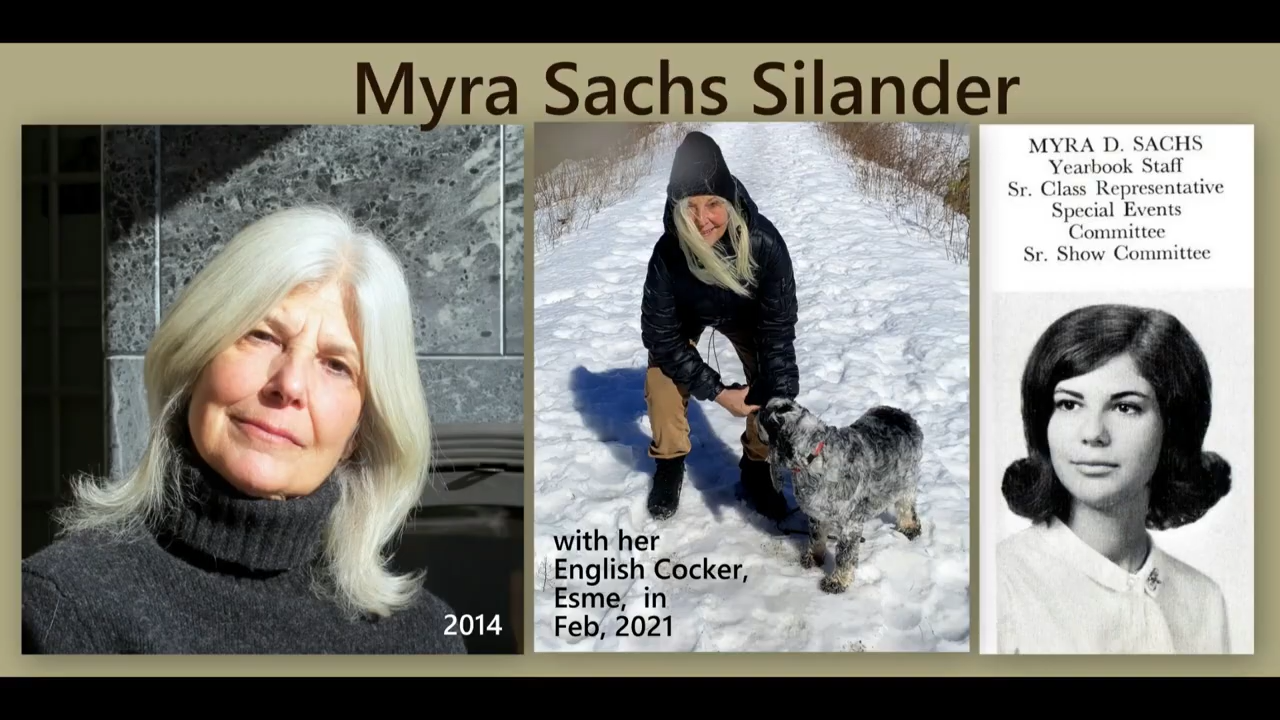 Myra Sachs Silander
2014
with her
English Cocker,
Esme, in
Feb, 2021
MYRA D. SACHS
Yearbook Staff
Sr. Class Representative
Special Events
Committee
Sr. Show Committee